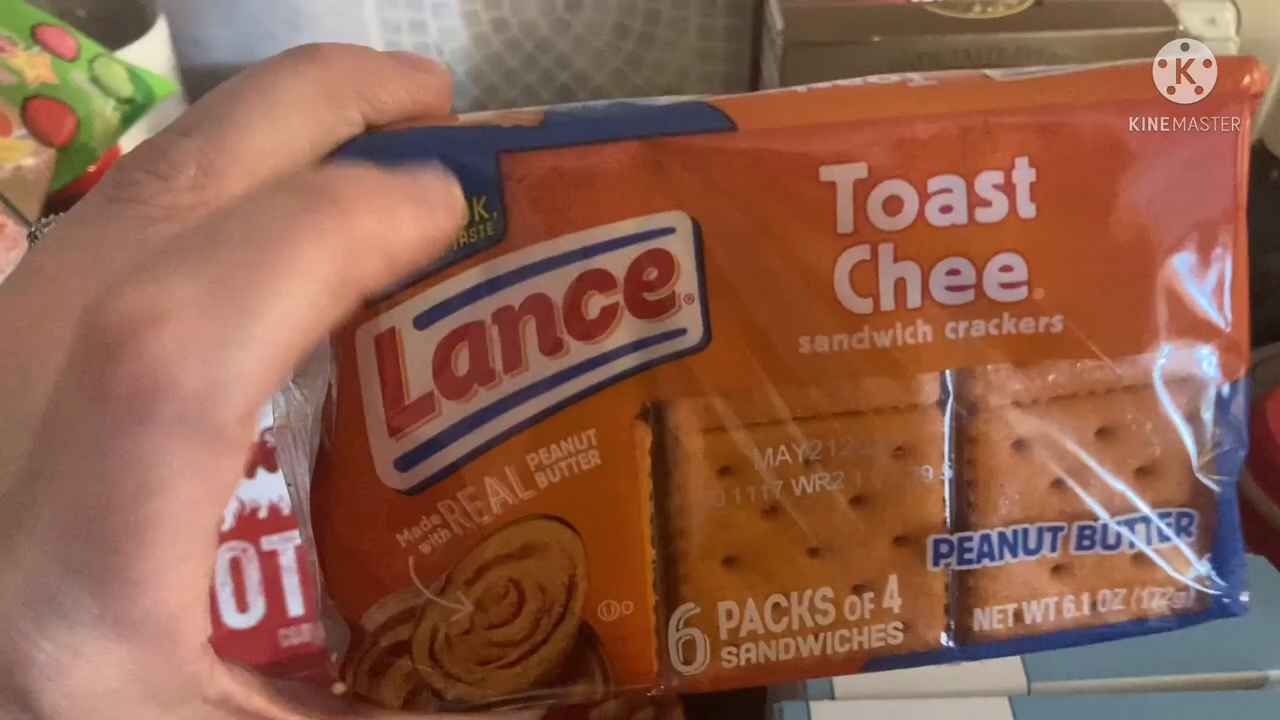 K
KINEMASTER
Toast
Chee.
sandwich crackers
Lance®
Made
with REAL PEANUT
BUTTER
PEANUT BUTTER
6 PACKS OF 4
SANDWICHES
NET WT 6.1 OZ (172g)
OT